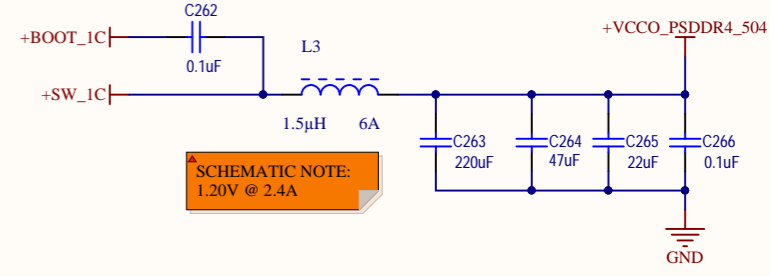 C262
+VCCO_PSDDR4_504
+BOOT_1C
L3
0.1uF
+SW_1C
1.5µH 6A
C263 C264 C265 C266
220uF 47uF 22uF 0.1uF
SCHEMATIC NOTE:
1.20V @ 2.4A
GND